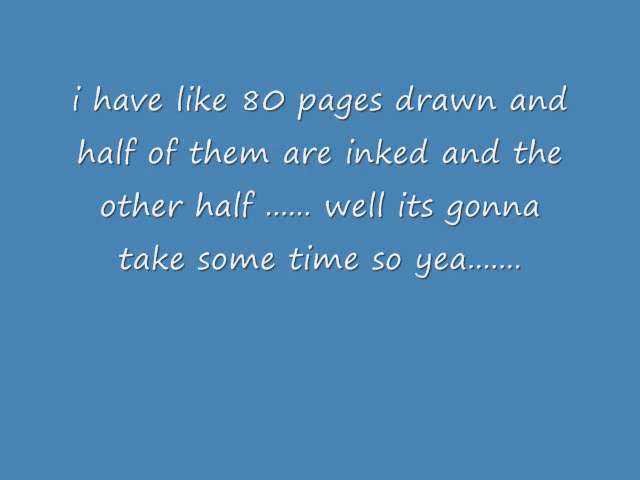 i have like 80 pages drawn and
half of them are inked and the
other half ...... well its gonna
take some time so yea.......